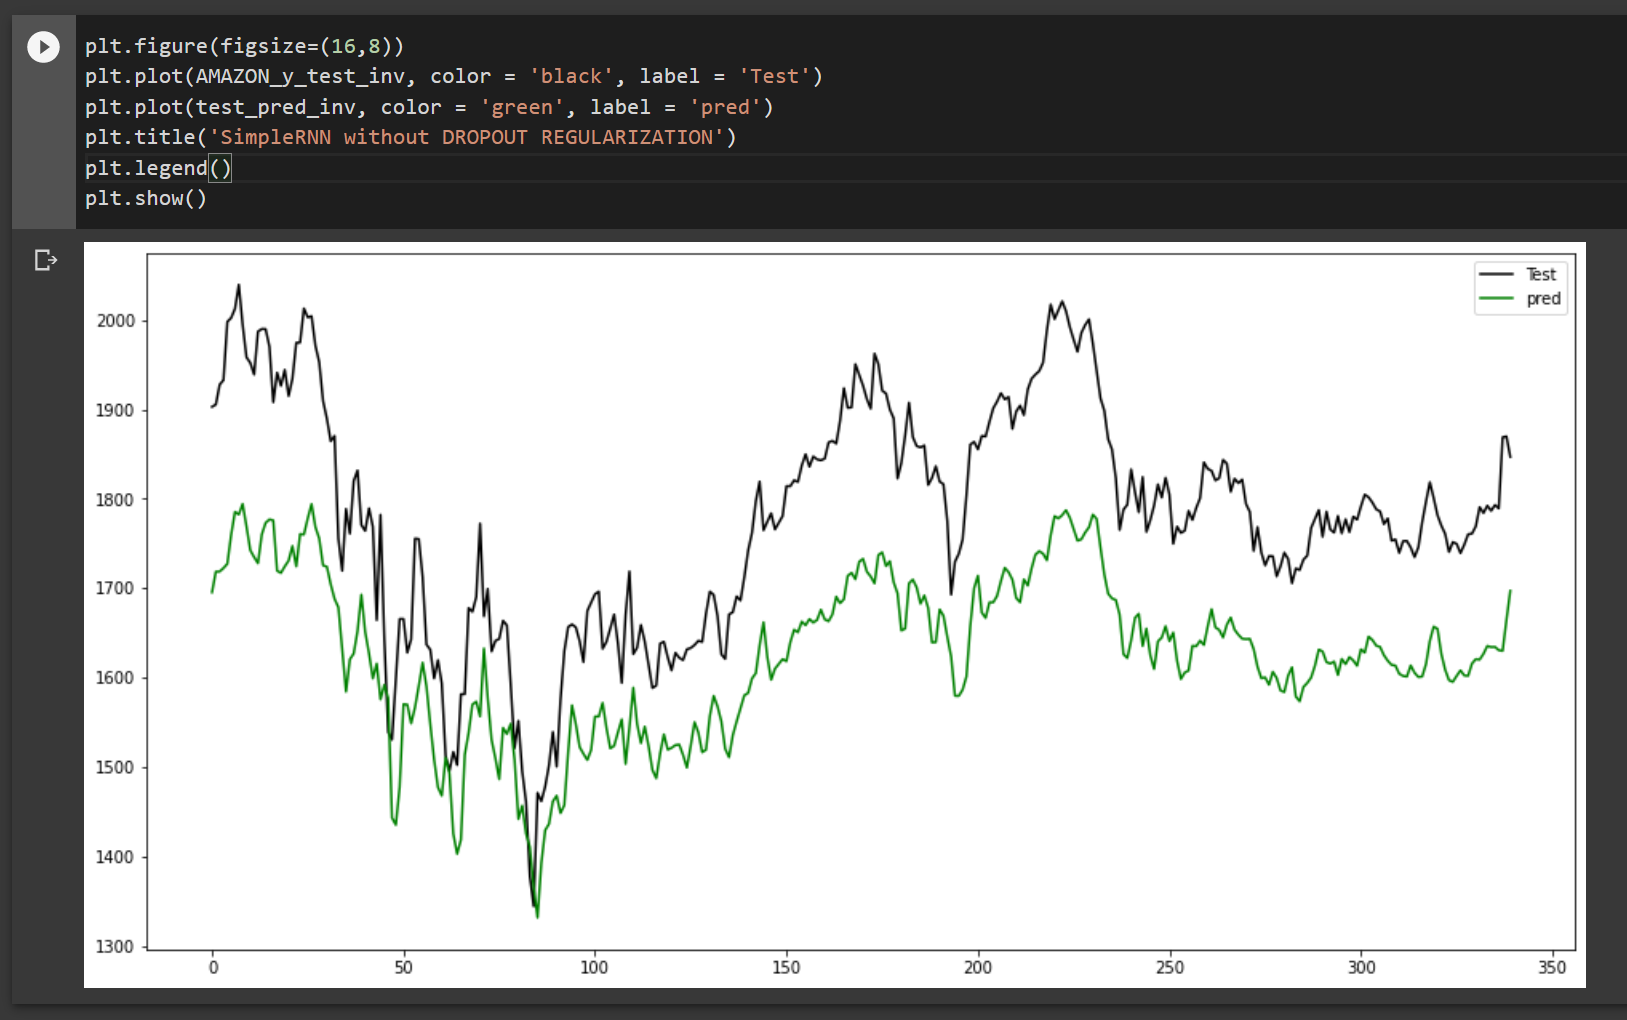 plt.figure(figsize=(16,8))
plt.plot(AMAZON_y_test_inv, color = 'black', label = 'Test')
plt.plot(test_pred_inv, color = 'green', label = 'pred')
plt.title('SimpleRNN without DROPOUT REGULARIZATION')
plt.legend()
plt.show()
Test
pred
2000
1900
1800
1700
1600
1500
1400
1300
0 50 100 150 200 250 300 350